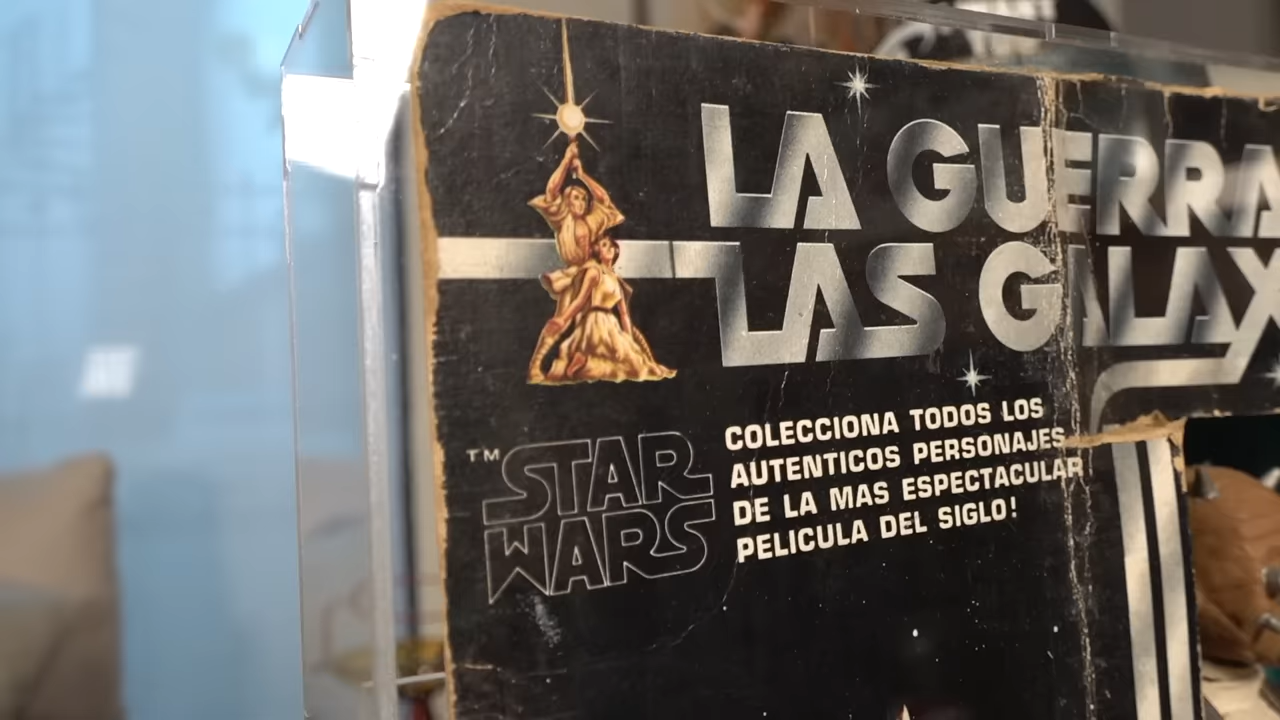 LA GUERRA
LAS GALAX
™ STAR
WARS
COLECCIONA TODOS LOS
AUTENTICOS PERSONAJES
DE LA MAS ESPECTACULAR
PELICULA DEL SIGLO!